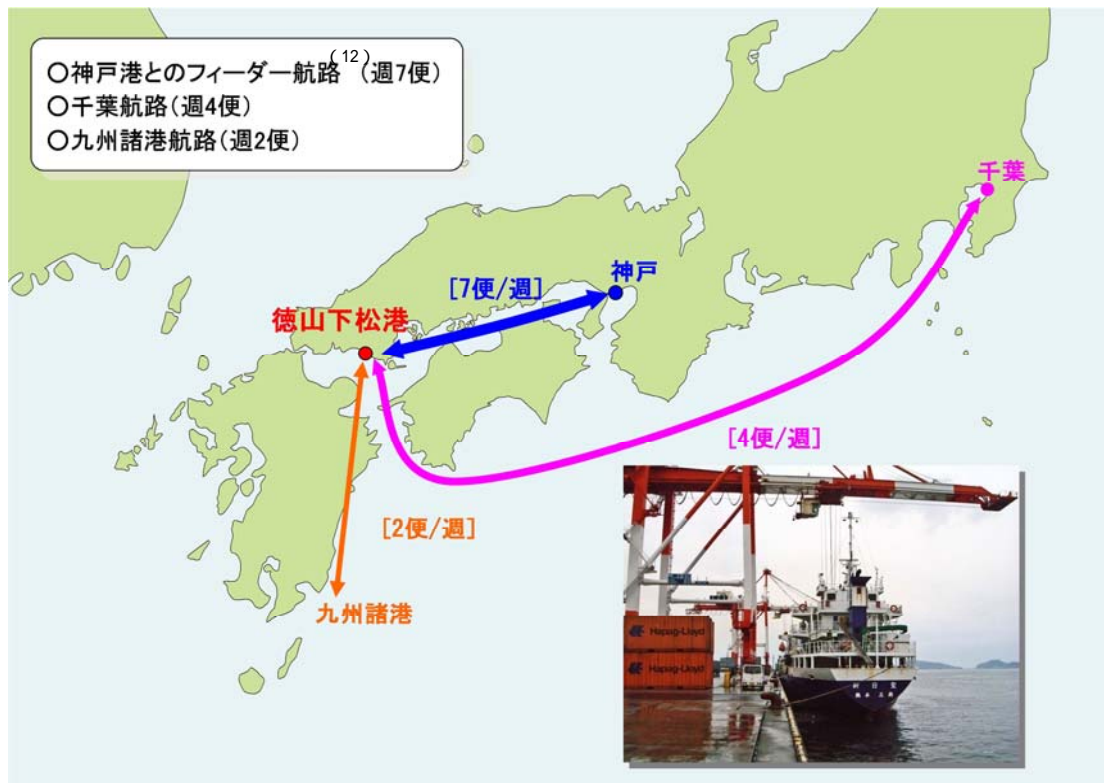 ○神戸港とのフィーダー航路(12)(週7便)
○千葉航路(週4便)
○九州諸港航路(週2便)
千葉
神戸
[7便/週]
徳山下松港
[4便/週]
[2便/週]
九州諸港
Hapag-Lloyd
Hapag-Lloyd